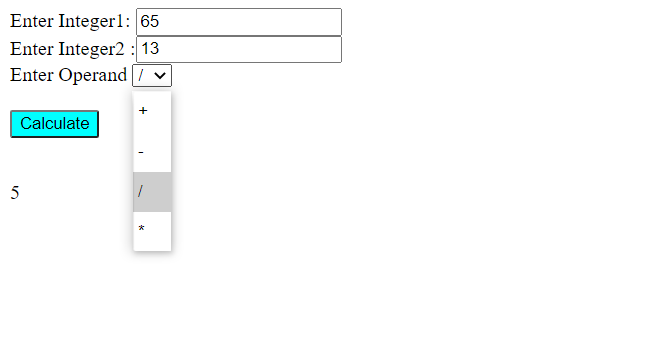 Enter Integer1: 65
Enter Integer2 :13
Enter Operand /
+
Calculate
-
/
5
*